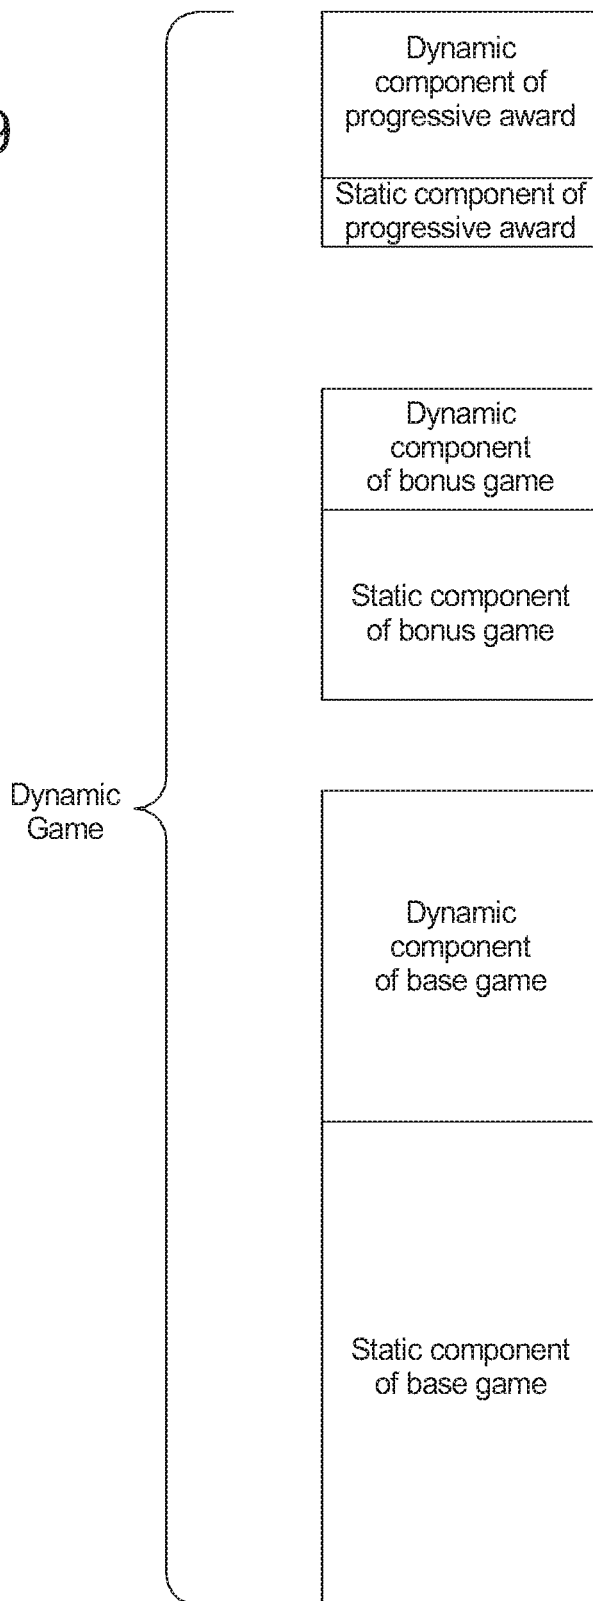 9
Dynamic
component of
progressive award
Static component of
progressive award
Dynamic
component
of bonus game
Static component
of bonus game
Dynamic
Game
Dynamic
component
of base game
Static component
of base game